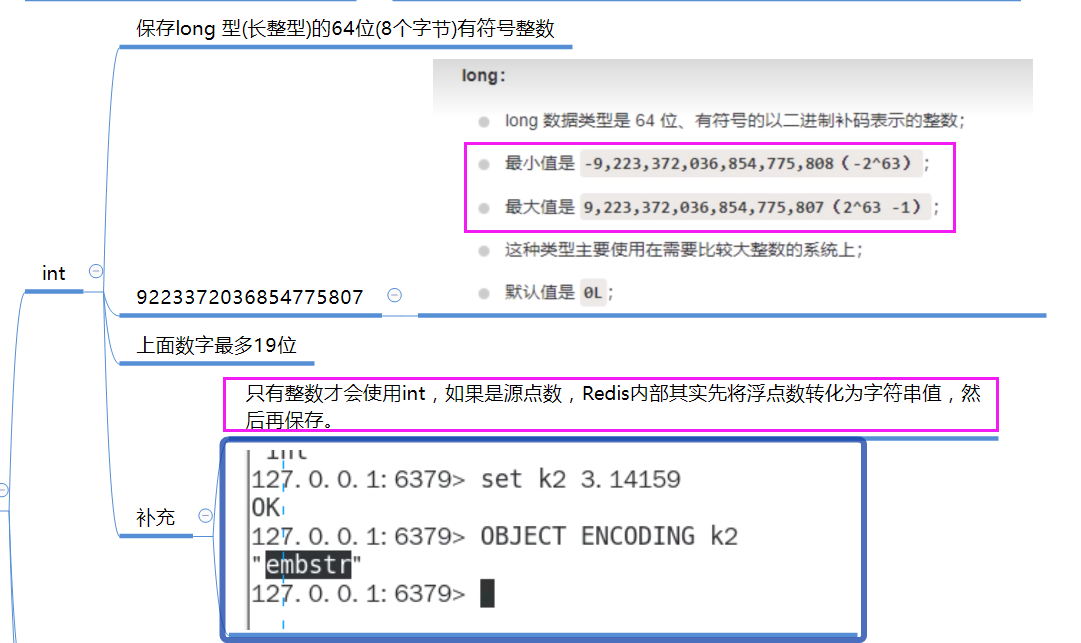 保存long 型(长整型)的64位(8个字节)有符号整数
long：
long 数据类型是 64 位、有符号的以二进制补码表示的整数；
最小值是 -9,223,372,036,854,775,808（-2^63）；
最大值是 9,223,372,036,854,775,807（2^63 -1）；
这种类型主要使用在需要比较大整数的系统上；
默认值是 0L；
int
9223372036854775807
上面数字最多19位
只有整数才会使用int，如果是源点数，Redis内部其实先将浮点数转化为字符串值，然
后再保存。
补充
int
127.0.0.1:6379> set k2 3.14159
OK
127.0.0.1:6379> OBJECT ENCODING k2
"embstr"
127.0.0.1:6379>